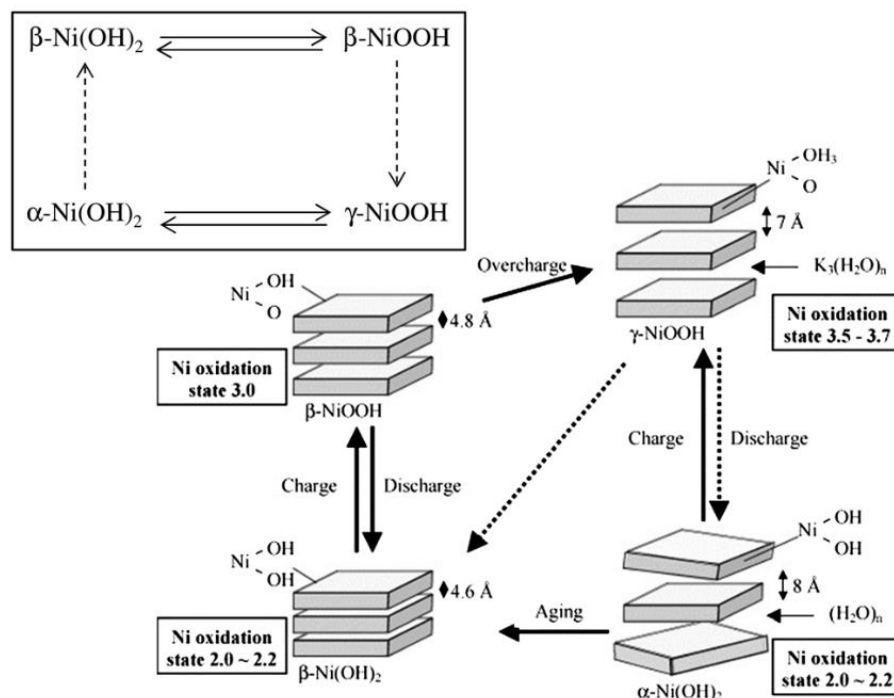 β-Ni(OH)₂ β-NiOOH
α-Ni(OH)₂ γ-NiOOH
Ni OH₃
O
7 Å
K₃(H₂O)ₙ
Overcharge
γ-NiOOH
Ni oxidation
state 3.5 - 3.7
Ni OH
O
4.8 Å
Ni oxidation
state 3.0
β-NiOOH
Charge Discharge
Charge Discharge
Ni OH
OH
4.6 Å
Ni oxidation
state 2.0 ~ 2.2
β-Ni(OH)₂
Aging
Ni OH
OH
8 Å
(H₂O)ₙ
Ni oxidation
state 2.0 ~ 2.2
α-Ni(OH)₂